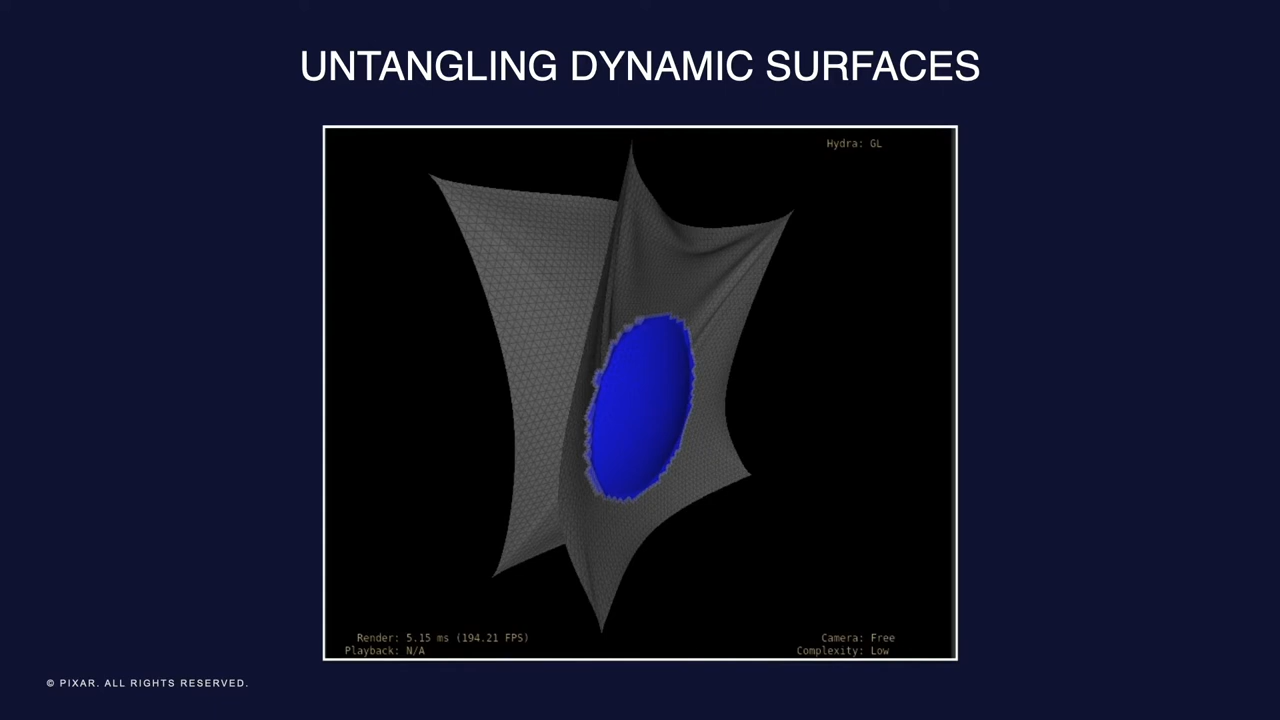 UNTANGLING DYNAMIC SURFACES
Hydra: GL
Render: 5.15 ms (194.21 FPS)
Playback: N/A
Camera: Free
Complexity: Low
© PIXAR. ALL RIGHTS RESERVED.